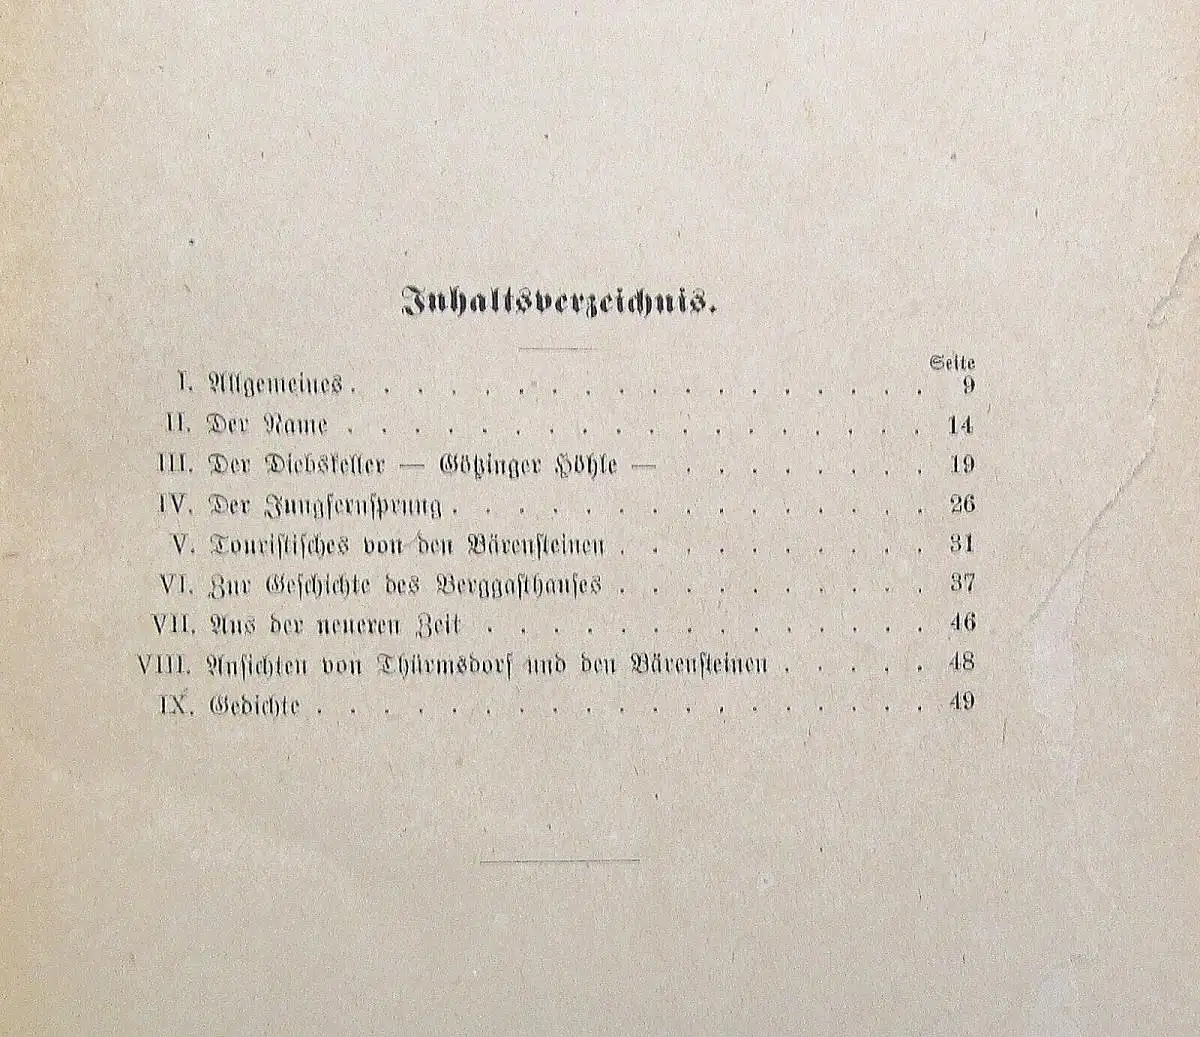 Inhaltsverzeichnis.
Seite
I. Allgemeines . . . . . . . . . . . . . . . . . . 9
II. Der Name . . . . . . . . . . . . . . . . . . 14
III. Der Diebskeller — Götzinger Höhle — . . . . . . . . 19
IV. Der Jungfernsprung . . . . . . . . . . . . . . . 26
V. Touristisches von den Bärensteinen . . . . . . . . . . 31
VI. Zur Geschichte des Berggasthauses . . . . . . . . . . 37
VII. Aus der neueren Zeit . . . . . . . . . . . . . . 46
VIII. Ansichten von Thürmsdorf und den Bärensteinen . . . . . 48
IX. Gedichte . . . . . . . . . . . . . . . . . . . 49